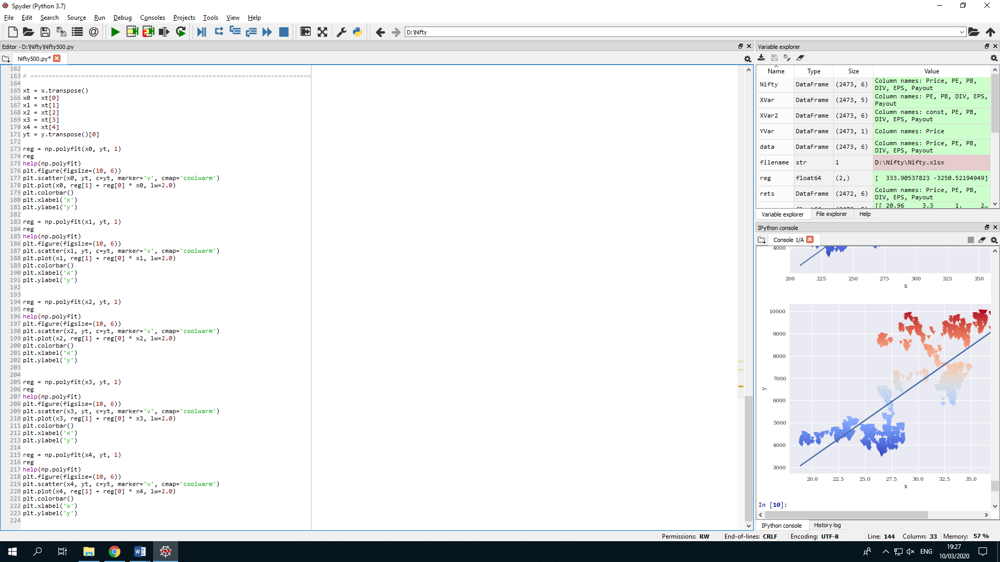 Spyder (Python 3.7)
File Edit Search Source Run Debug Consoles Projects Tools View Help
D:\Nifty
Editor - D:\Nifty\Nifty500.py
Nifty500.py*
162
163 # =============================================================================
164
165 xt = x.transpose()
166 x0 = xt[0]
167 x1 = xt[1]
168 x2 = xt[2]
169 x3 = xt[3]
170 x4 = xt[4]
171 yt = y.transpose()[0]
172
173 reg = np.polyfit(x0, yt, 1)
174 reg
175 help(np.polyfit)
176 plt.figure(figsize=(10, 6))
177 plt.scatter(x0, yt, c=yt, marker='v', cmap='coolwarm')
178 plt.plot(x0, reg[1] + reg[0] * x0, lw=2.0)
179 plt.colorbar()
180 plt.xlabel('x')
181 plt.ylabel('y')
182
183 reg = np.polyfit(x1, yt, 1)
184 reg
185 help(np.polyfit)
186 plt.figure(figsize=(10, 6))
187 plt.scatter(x1, yt, c=yt, marker='v', cmap='coolwarm')
188 plt.plot(x1, reg[1] + reg[0] * x1, lw=2.0)
189 plt.colorbar()
190 plt.xlabel('x')
191 plt.ylabel('y')
192
193
194 reg = np.polyfit(x2, yt, 1)
195 reg
196 help(np.polyfit)
197 plt.figure(figsize=(10, 6))
198 plt.scatter(x2, yt, c=yt, marker='v', cmap='coolwarm')
199 plt.plot(x2, reg[1] + reg[0] * x2, lw=2.0)
200 plt.colorbar()
201 plt.xlabel('x')
202 plt.ylabel('y')
203
204
205 reg = np.polyfit(x3, yt, 1)
206 reg
207 help(np.polyfit)
208 plt.figure(figsize=(10, 6))
209 plt.scatter(x3, yt, c=yt, marker='v', cmap='coolwarm')
210 plt.plot(x3, reg[1] + reg[0] * x3, lw=2.0)
211 plt.colorbar()
212 plt.xlabel('x')
213 plt.ylabel('y')
214
215 reg = np.polyfit(x4, yt, 1)
216 reg
217 help(np.polyfit)
218 plt.figure(figsize=(10, 6))
219 plt.scatter(x4, yt, c=yt, marker='v', cmap='coolwarm')
220 plt.plot(x4, reg[1] + reg[0] * x4, lw=2.0)
221 plt.colorbar()
222 plt.xlabel('x')
223 plt.ylabel('y')
224
Variable explorer
Name Type Size Value
Nifty DataFrame (2473, 6) Column names: Price, PE, PB,
DIV, EPS, Payout
XVar DataFrame (2473, 5) Column names: PE, PB, DIV, EPS,
Payout
XVar2 DataFrame (2473, 6) Column names: const, PE, PB,
DIV, EPS, Payout
YVar DataFrame (2473, 1) Column names: Price
data DataFrame (2473, 6) Column names: Price, PE, PB,
DIV, EPS, Payout
filename str 1 D:\Nifty\Nifty.xlsx
reg float64 (2,) [ 333.90537823 -3250.52194949]
rets DataFrame (2472, 6) Column names: Price, PE, PB,
DIV, EPS, Payout
[[ 20.96 3.3 1. 2…
Variable explorer File explorer Help
IPython console
Console 1/A
4000
200 225 250 275 300 325 350
x
10000
9000
8000
7000
y
6000
5000
4000
3000
20.0 22.5 25.0 27.5 30.0 32.5 35.0
x
In [10]:
IPython console History log
Permissions: RW End-of-lines: CRLF Encoding: UTF-8 Line: 144 Column: 33 Memory: 57 %
ENG
19:27
10/03/2020